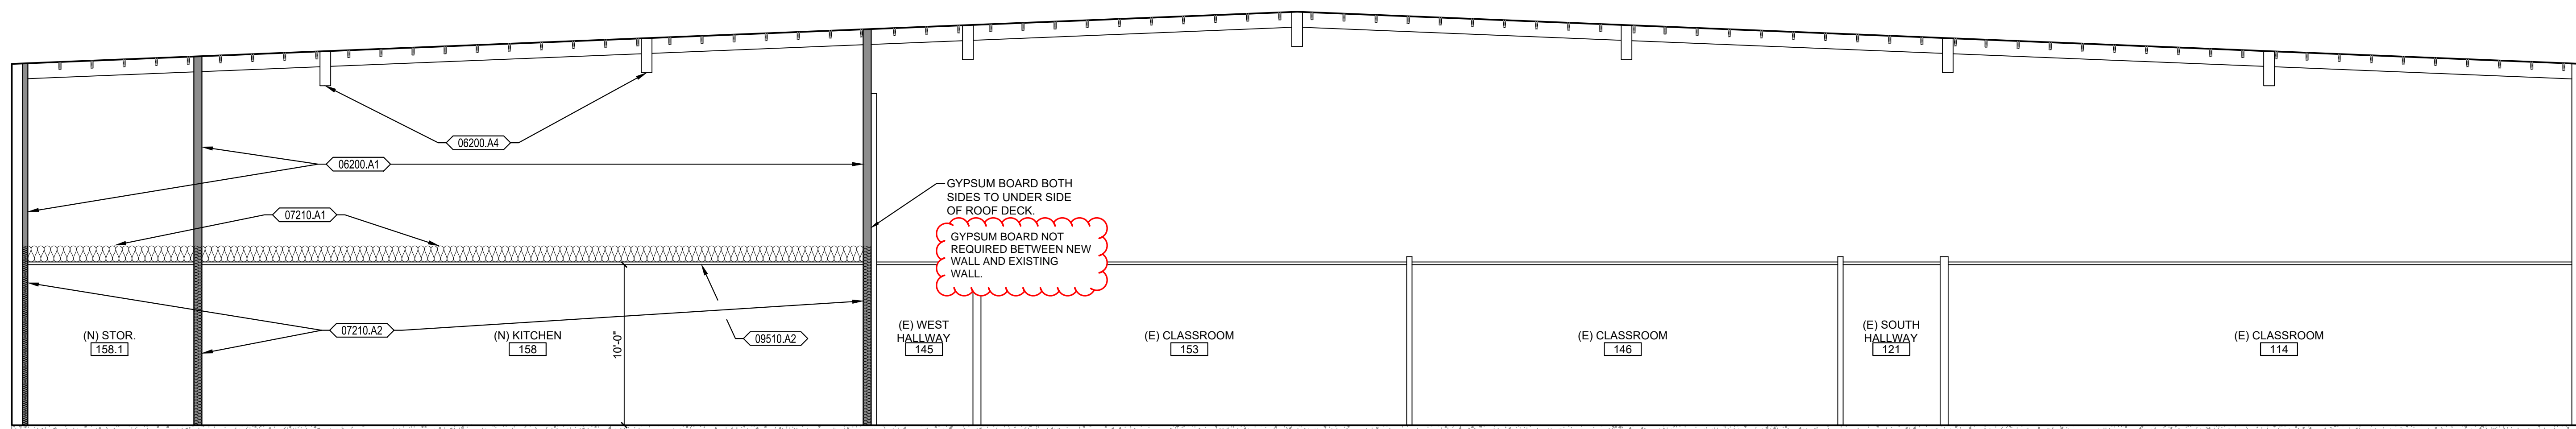 06200.A4
06200.A1
GYPSUM BOARD BOTH
SIDES TO UNDER SIDE
OF ROOF DECK.
07210.A1
GYPSUM BOARD NOT
REQUIRED BETWEEN NEW
WALL AND EXISTING
WALL.
(N) STOR.
158.1
07210.A2
(N) KITCHEN
158
10'-0"
09510.A2
(E) WEST
HALLWAY
145
(E) CLASSROOM
153
(E) CLASSROOM
146
(E) SOUTH
HALLWAY
121
(E) CLASSROOM
114